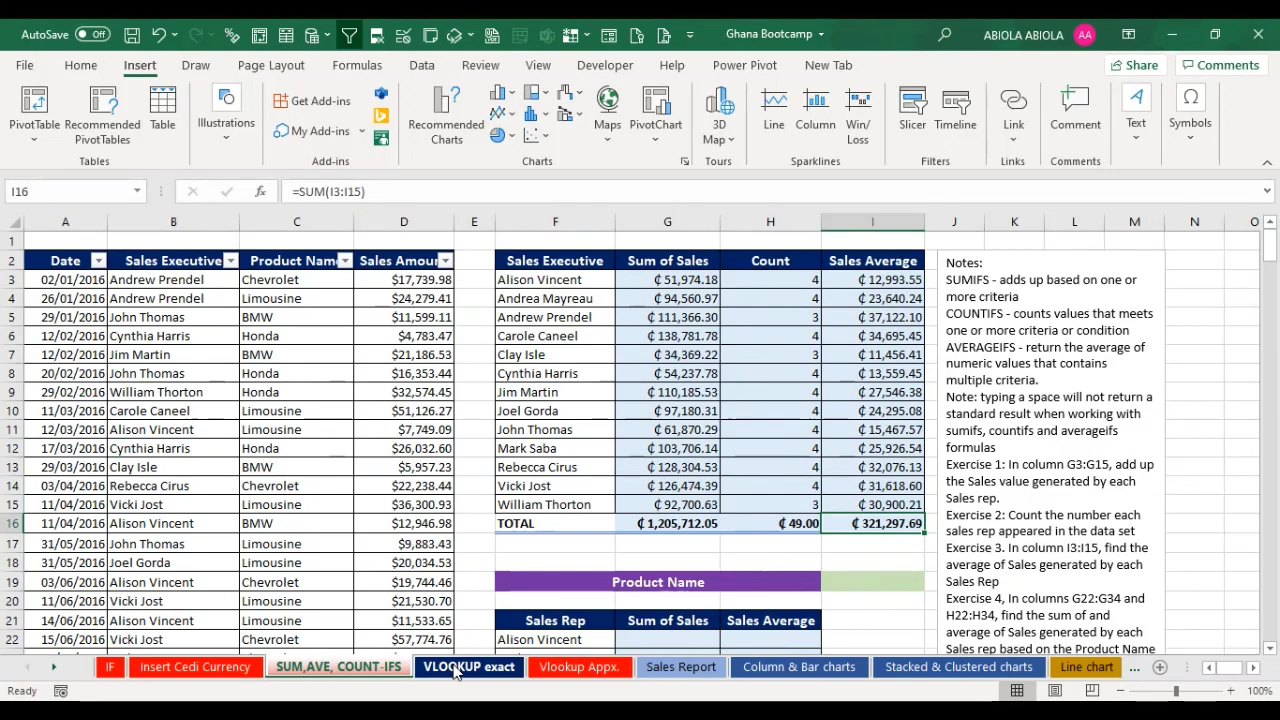 AutoSave Off Ghana Bootcamp ABIOLA ABIOLA AA
File Home Insert Draw Page Layout Formulas Data Review View Developer Help Power Pivot New Tab Share Comments
PivotTable Recommended PivotTables Table Illustrations Get Add-ins My Add-ins Recommended Charts Maps PivotChart 3D Map Line Column Win/Loss Slicer Timeline Link Comment Text Symbols
Tables Add-ins Charts Tours Sparklines Filters Links Comments
I16 fx =SUM(I3:I15)
A B C D E F G H I J K L M N O
1
2 Date Sales Executive Product Name Sales Amour Sales Executive Sum of Sales Count Sales Average
3 02/01/2016 Andrew Prendel Chevrolet $17,739.98 Alison Vincent ₵ 51,974.18 4 ₵ 12,993.55
4 26/01/2016 Andrew Prendel Limousine $24,279.41 Andrea Mayreau ₵ 94,560.97 4 ₵ 23,640.24
5 29/01/2016 John Thomas BMW $11,599.11 Andrew Prendel ₵ 111,366.30 3 ₵ 37,122.10
6 12/02/2016 Cynthia Harris Honda $4,783.47 Carole Caneel ₵ 138,781.78 4 ₵ 34,695.45
7 12/02/2016 Jim Martin BMW $21,186.53 Clay Isle ₵ 34,369.22 3 ₵ 11,456.41
8 20/02/2016 John Thomas Honda $16,353.44 Cynthia Harris ₵ 54,237.78 4 ₵ 13,559.45
9 29/02/2016 William Thorton BMW $32,574.45 Jim Martin ₵ 110,185.53 4 ₵ 27,546.38
10 11/03/2016 Carole Caneel Limousine $51,126.27 Joel Gorda ₵ 97,180.31 4 ₵ 24,295.08
11 12/03/2016 Alison Vincent Limousine $7,749.09 John Thomas ₵ 61,870.29 4 ₵ 15,467.57
12 17/03/2016 Cynthia Harris Honda $26,032.60 Mark Saba ₵ 103,706.14 4 ₵ 25,926.54
13 29/03/2016 Clay Isle BMW $5,957.23 Rebecca Cirus ₵ 128,304.53 4 ₵ 32,076.13
14 03/04/2016 Rebecca Cirus Limousine $22,238.44 Vicki Jost ₵ 126,474.39 4 ₵ 31,618.60
15 11/04/2016 Vicki Jost Limousine $36,300.93 William Thorton ₵ 92,700.63 3 ₵ 30,900.21
16 11/04/2016 Alison Vincent BMW $12,946.98 TOTAL ₵ 1,205,712.05 ₵ 49.00 ₵ 321,297.69
17 31/05/2016 John Thomas Limousine $9,883.43
18 31/05/2016 Joel Gorda Limousine $20,034.53
19 03/06/2016 Alison Vincent Chevrolet $19,744.46 Product Name
20 11/06/2016 Vicki Jost Limousine $21,530.70
21 14/06/2016 Alison Vincent Limousine $11,533.65 Sales Rep Sum of Sales Sales Average
22 15/06/2016 Vicki Jost Chevrolet $57,774.76 Alison Vincent
Notes:
SUMIFS - adds up based on one or
more criteria
COUNTIFS - counts values that meets
one or more criteria or condition
AVERAGEIFS - return the average of
numeric values that contains
multiple criteria.
Note: typing a space will not return a
standard result when working with
sumifs, countifs and averageifs
formulas
Exercise 1: In column G3:G15, add up
the Sales value generated by each
Sales rep.
Exercise 2: Count the number each
sales rep appeared in the data set
Exercise 3. In column I3:I15, find the
average of Sales generated by each
Sales Rep
Exercise 4, In columns G22:G34 and
H22:H34, find the sum of and
average of Sales generated by each
Sales rep based on the Product Name
IF Insert Cedi Currency SUM,AVE, COUNT-IFS VLOOKUP exact Vlookup Appx. Sales Report Column & Bar charts Stacked & Clustered charts Line chart ...
Ready 100%